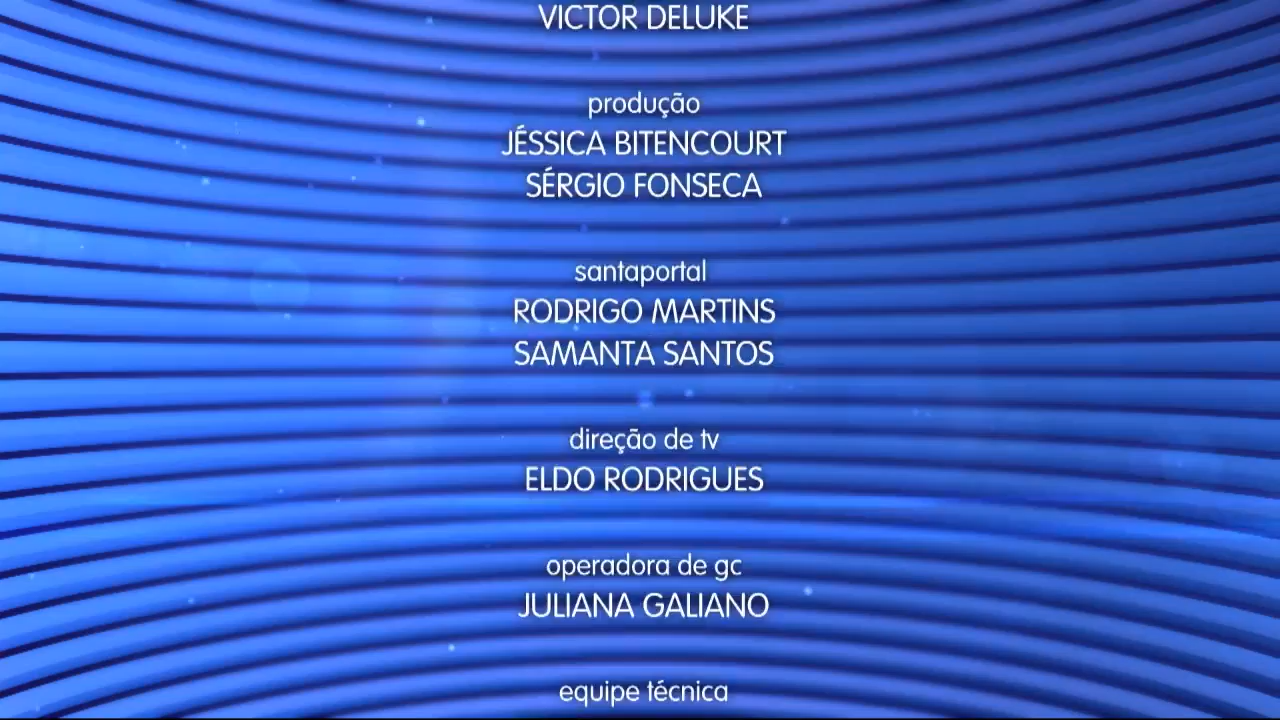 VICTOR DELUKE
produção
JÉSSICA BITENCOURT
SÉRGIO FONSECA
santaportal
RODRIGO MARTINS
SAMANTA SANTOS
direção de tv
ELDO RODRIGUES
operadora de gc
JULIANA GALIANO
equipe técnica